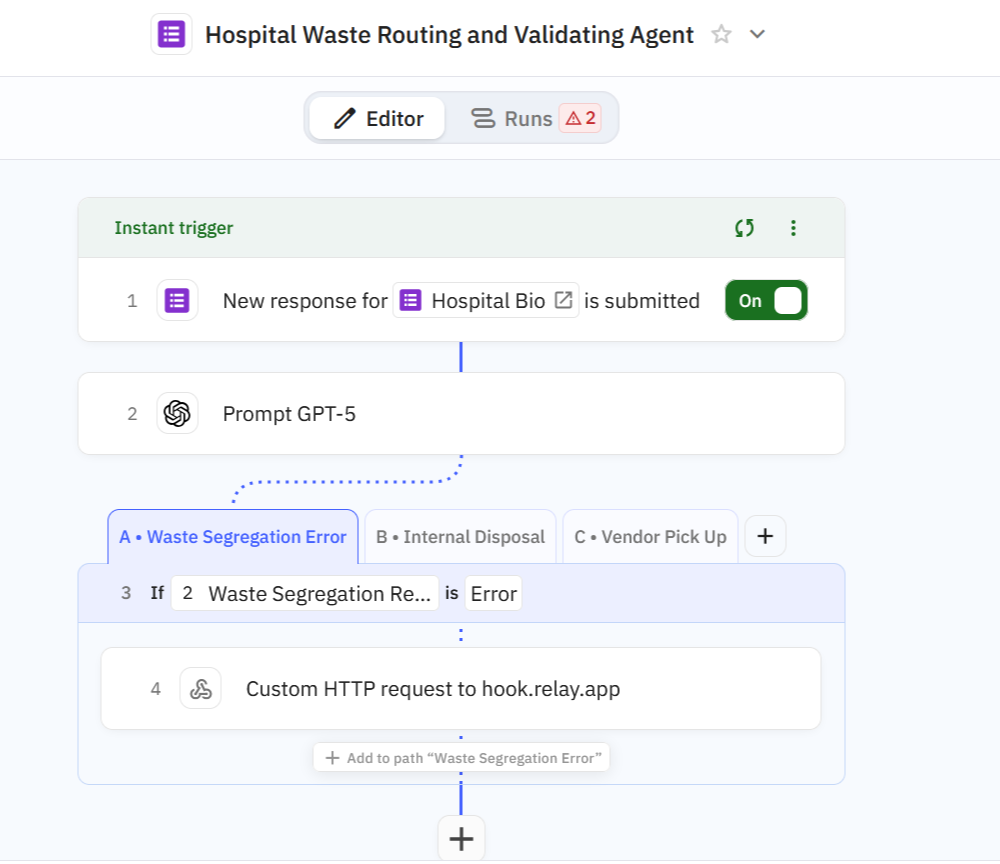 Hospital Waste Routing and Validating Agent
Editor Runs 2
Instant trigger
1 New response for Hospital Bio is submitted On
2 Prompt GPT-5
A • Waste Segregation Error B • Internal Disposal C • Vendor Pick Up +
3 If 2 Waste Segregation Re... is Error
4 Custom HTTP request to hook.relay.app
+ Add to path “Waste Segregation Error”
+